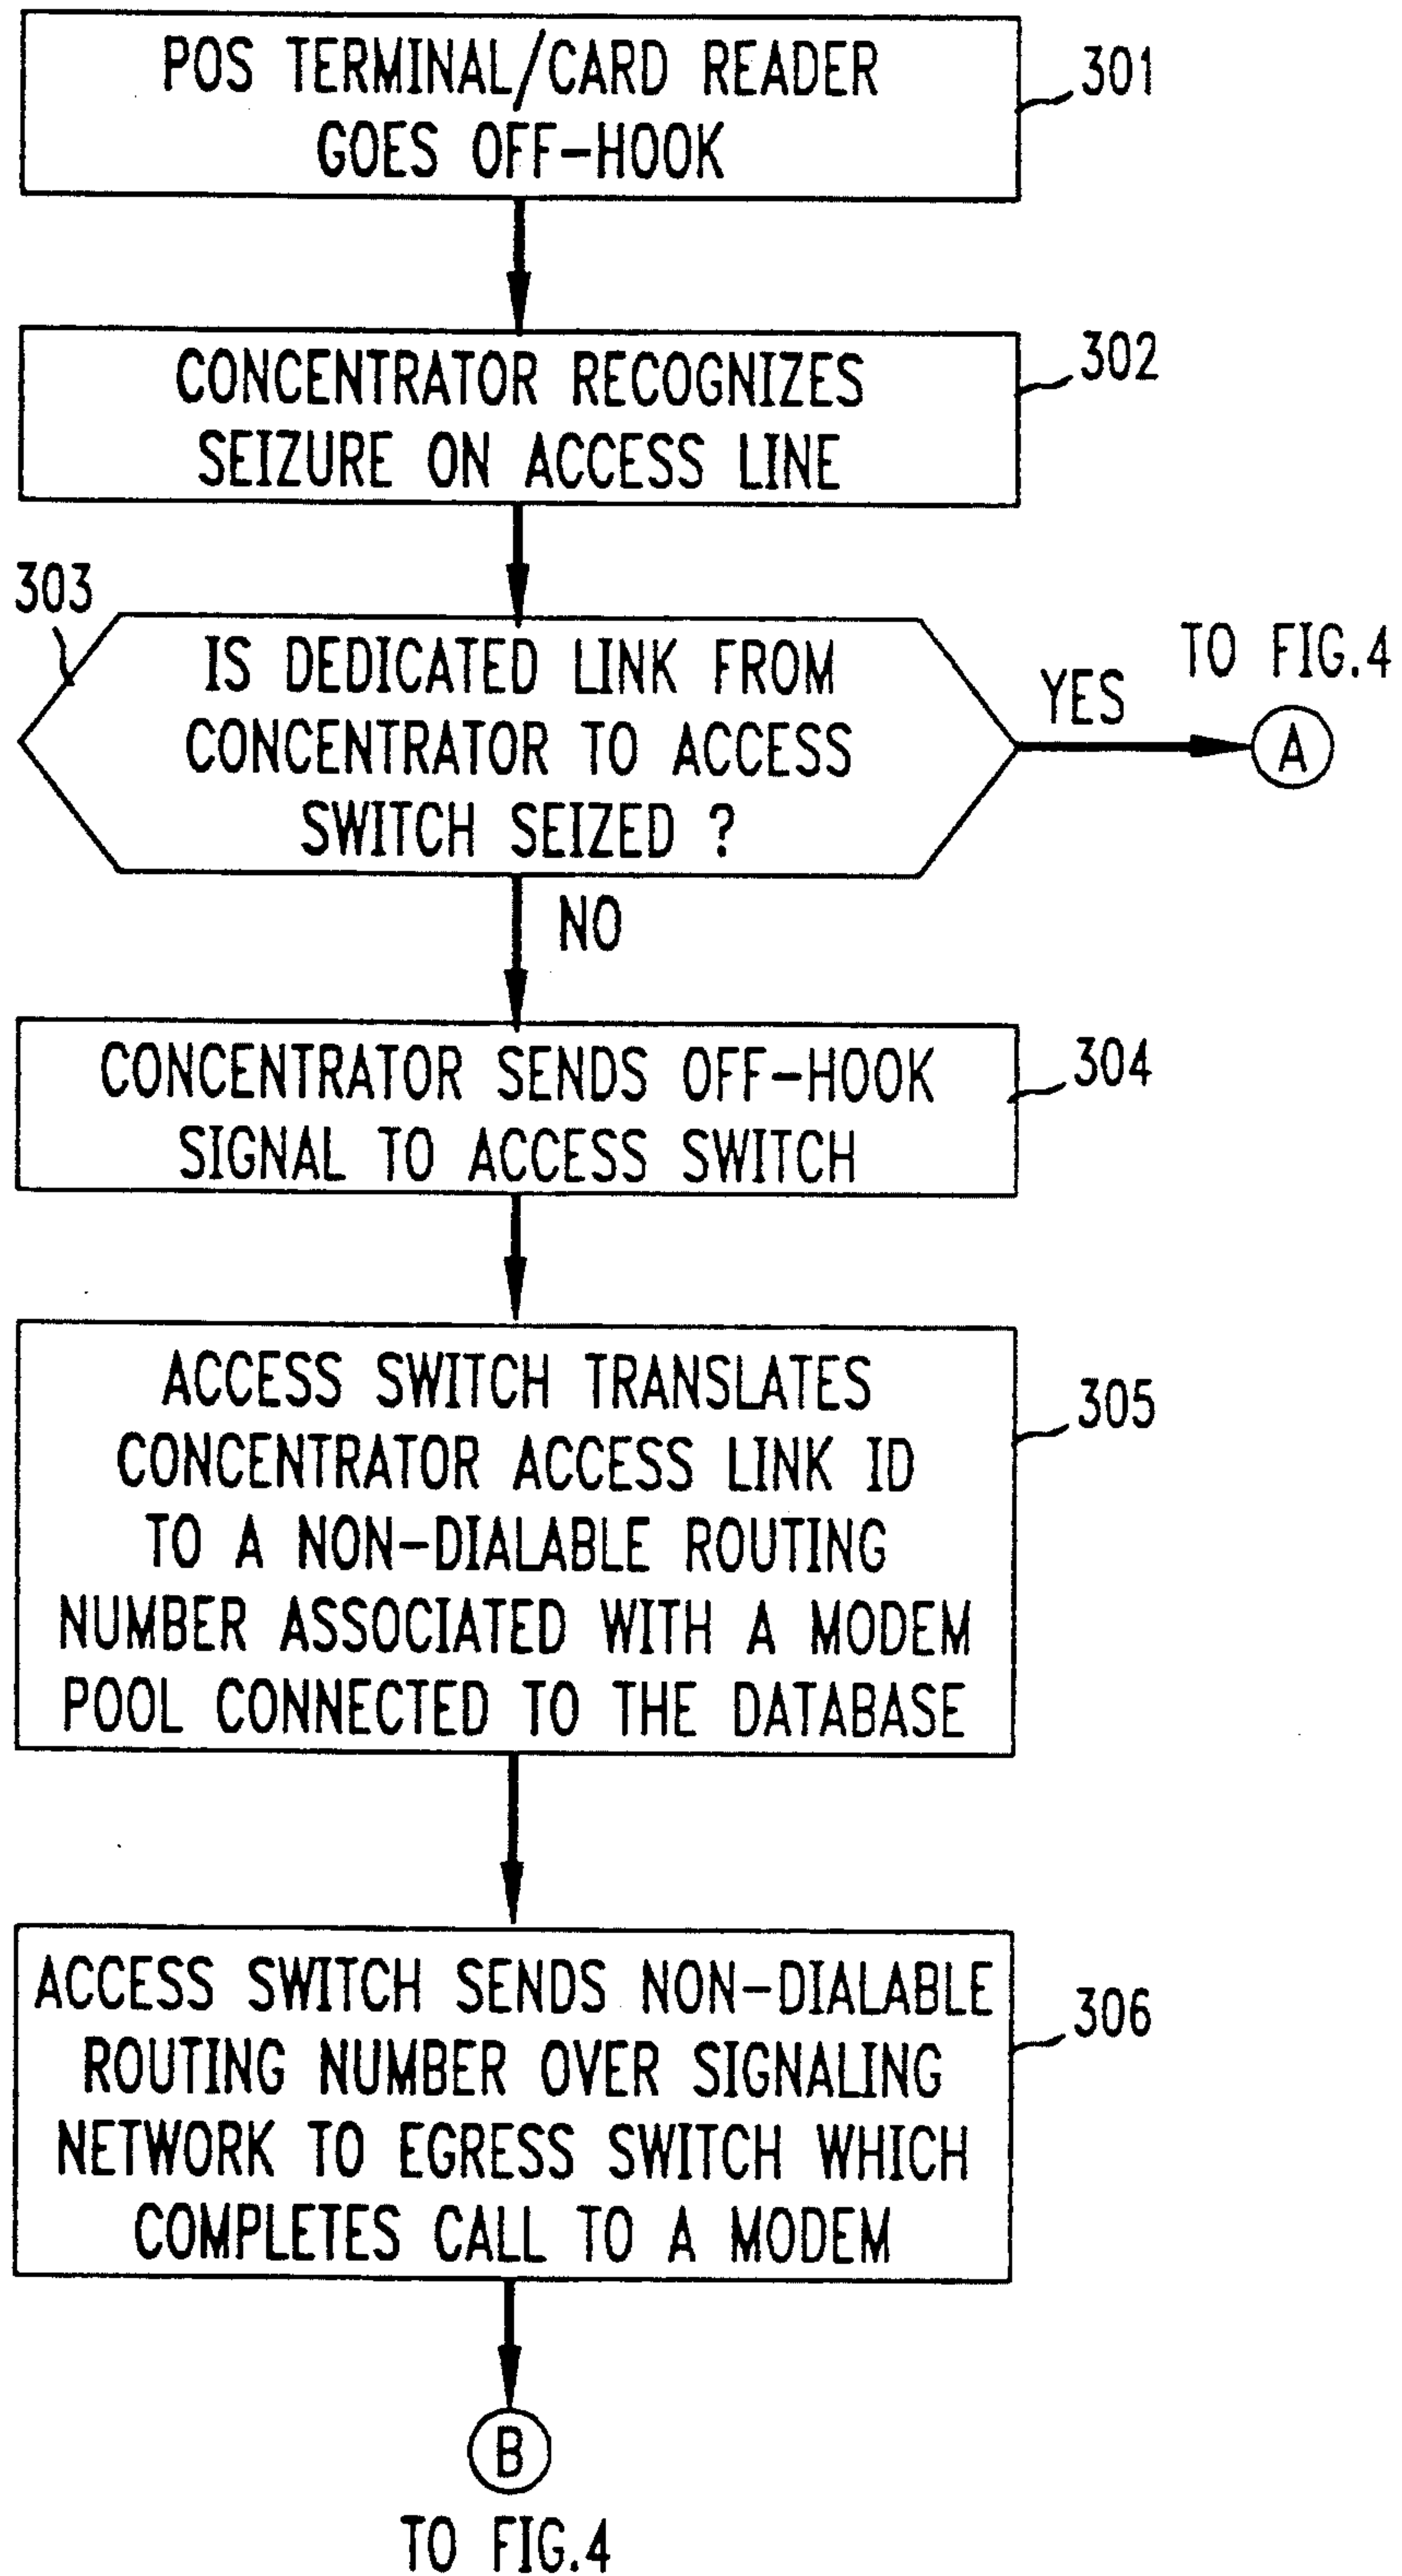 POS TERMINAL/CARD READER
GOES OFF-HOOK
301
CONCENTRATOR RECOGNIZES
SEIZURE ON ACCESS LINE
302
303
IS DEDICATED LINK FROM
CONCENTRATOR TO ACCESS
SWITCH SEIZED ?
YES
TO FIG.4
A
NO
CONCENTRATOR SENDS OFF-HOOK
SIGNAL TO ACCESS SWITCH
304
ACCESS SWITCH TRANSLATES
CONCENTRATOR ACCESS LINK ID
TO A NON-DIALABLE ROUTING
NUMBER ASSOCIATED WITH A MODEM
POOL CONNECTED TO THE DATABASE
305
ACCESS SWITCH SENDS NON-DIALABLE
ROUTING NUMBER OVER SIGNALING
NETWORK TO EGRESS SWITCH WHICH
COMPLETES CALL TO A MODEM
306
B
TO FIG.4